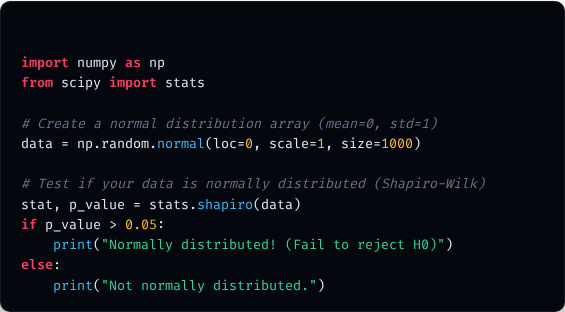 import numpy as np
from scipy import stats
# Create a normal distribution array (mean=0, std=1)
data = np.random.normal(loc=0, scale=1, size=1000)
# Test if your data is normally distributed (Shapiro-Wilk)
stat, p_value = stats.shapiro(data)
if p_value > 0.05:
    print("Normally distributed! (Fail to reject H0)")
else:
    print("Not normally distributed.")